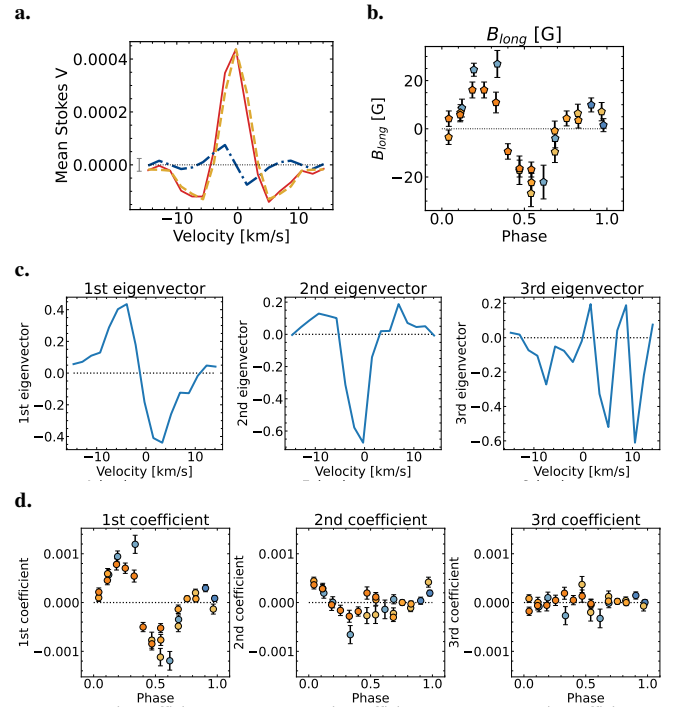 a.
Mean Stokes V
0.0004
0.0002
0.0000
−10
0
10
Velocity [km/s]
b.
B_long [G]
B_long [G]
20
0
−20
0.0
0.5
1.0
Phase
c.
1st eigenvector
1st eigenvector
0.4
0.2
0.0
−0.2
−0.4
−10
0
10
Velocity [km/s]
2nd eigenvector
2nd eigenvector
0.2
0.0
−0.2
−0.4
−0.6
−10
0
10
Velocity [km/s]
3rd eigenvector
3rd eigenvector
0.2
0.0
−0.2
−0.4
−0.6
−10
0
10
Velocity [km/s]
d.
1st coefficient
1st coefficient
0.001
0.000
−0.001
0.0
0.5
1.0
Phase
2nd coefficient
2nd coefficient
0.001
0.000
−0.001
0.0
0.5
1.0
Phase
3rd coefficient
3rd coefficient
0.001
0.000
−0.001
0.0
0.5
1.0
Phase